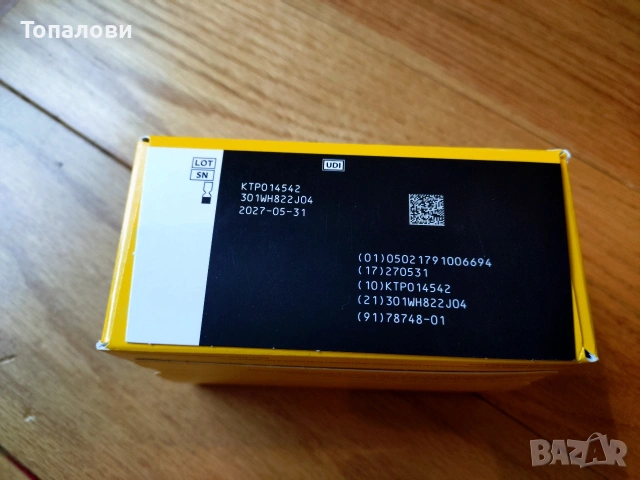 Топалови
LOT
SN
UDI
KTP014542
301WH822J04
2027-05-31
(01)05021791006694
(17)270531
(10)KTP014542
(21)301WH822J04
(91)78748-01
BAZAR